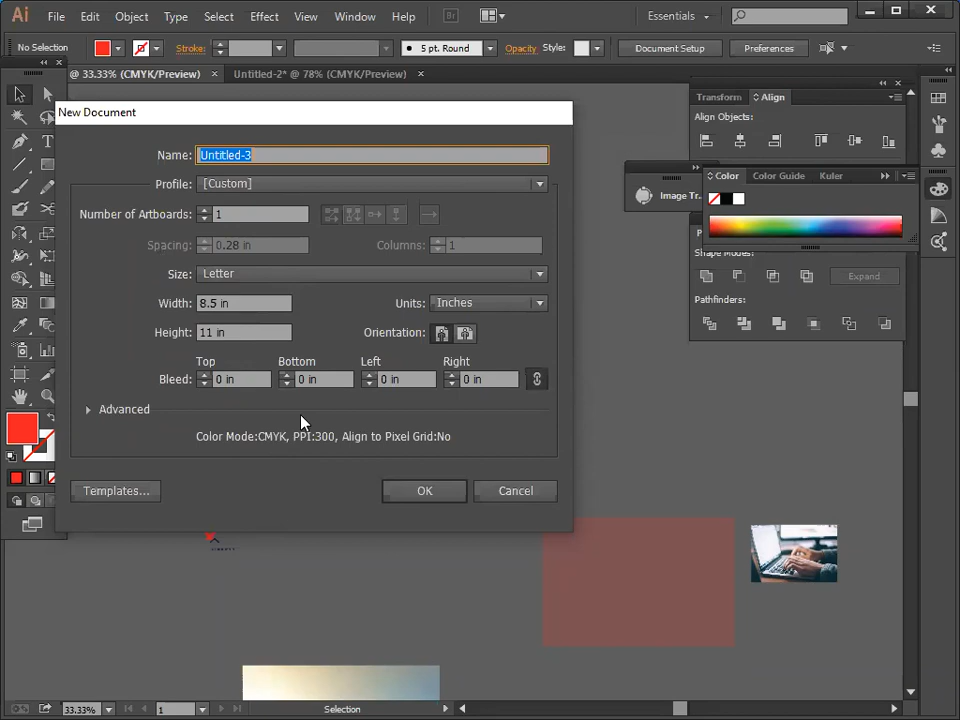 Ai File Edit Object Type Select Effect View Window Help Br Essentials
No Selection Stroke: 5 pt. Round Opacity Style: Document Setup Preferences
@ 33.33% (CMYK/Preview) × Untitled-2* @ 78% (CMYK/Preview) ×
New Document
Name: Untitled-3
Profile: [Custom]
Number of Artboards: 1
Spacing: 0.28 in Columns: 1
Size: Letter
Width: 8.5 in Units: Inches
Height: 11 in Orientation:
Top Bottom Left Right
Bleed: 0 in 0 in 0 in 0 in
Advanced
Color Mode:CMYK, PPI:300, Align to Pixel Grid:No
Templates... OK Cancel
Transform Align
Align Objects:
Image Tr.
Color Color Guide Kuler
Shape Modes:
Expand
Pathfinders:
LIBERTY
33.33% 1 Selection